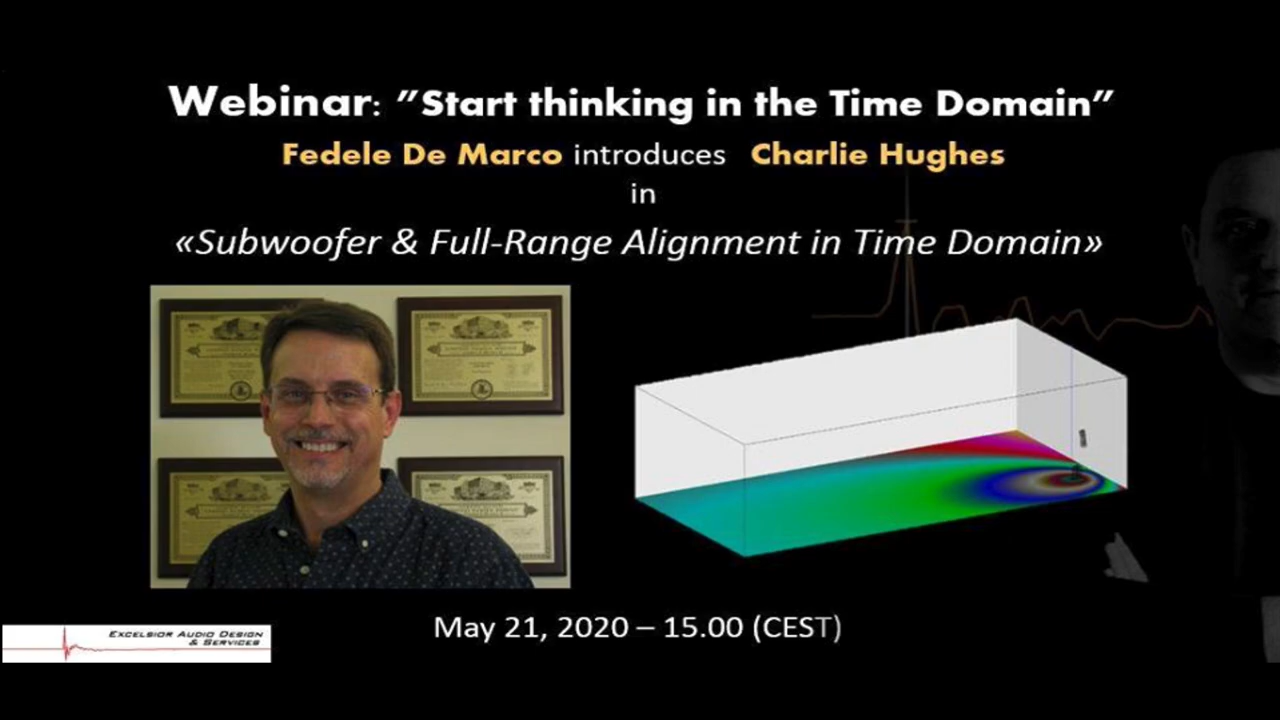 Webinar: ”Start thinking in the Time Domain”
Fedele De Marco introduces Charlie Hughes
in
«Subwoofer & Full-Range Alignment in Time Domain»
May 21, 2020 – 15.00 (CEST)
Excelsior Audio Design
& Services